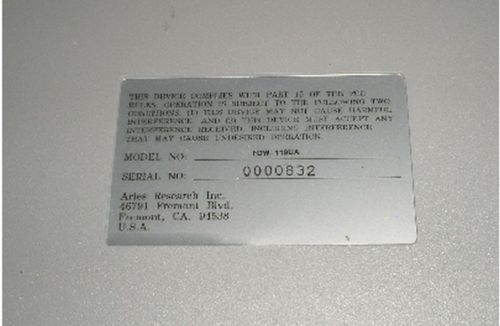 THIS DEVICE COMPLIES WITH PART 15 OF THE FCC
RULES. OPERATION IS SUBJECT TO THE FOLLOWING TWO
CONDITIONS. (1) THIS DEVICE MAY NOT CAUSE HARMFUL
INTERFERENCE. AND (2) THIS DEVICE MUST ACCEPT ANY
INTERFERENCE RECEIVED, INCLUDING INTERFERENCE
THAT MAY CAUSE UNDESIRED OPERATION.
MODEL NO:
SERIAL NO: 0000832
Aries Research Inc.
46791 Fremont Blvd.
Fremont, CA. 94538
U.S.A.